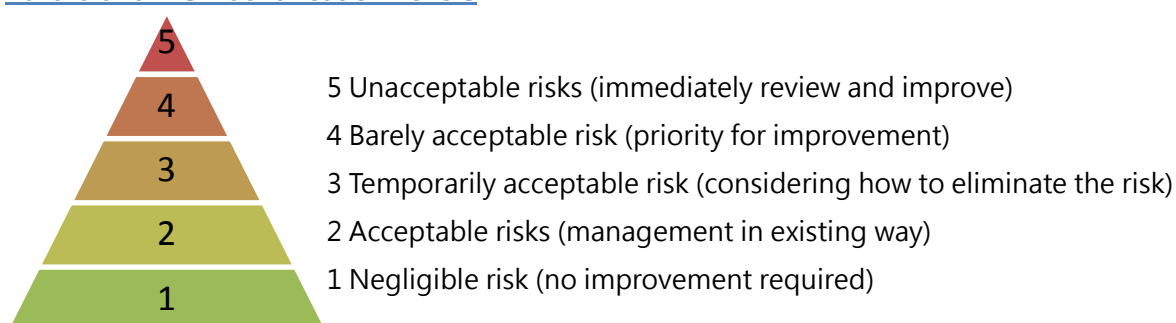 5
4
3
2
1
5 Unacceptable risks (immediately review and improve)
4 Barely acceptable risk (priority for improvement)
3 Temporarily acceptable risk (considering how to eliminate the risk)
2 Acceptable risks (management in existing way)
1 Negligible risk (no improvement required)